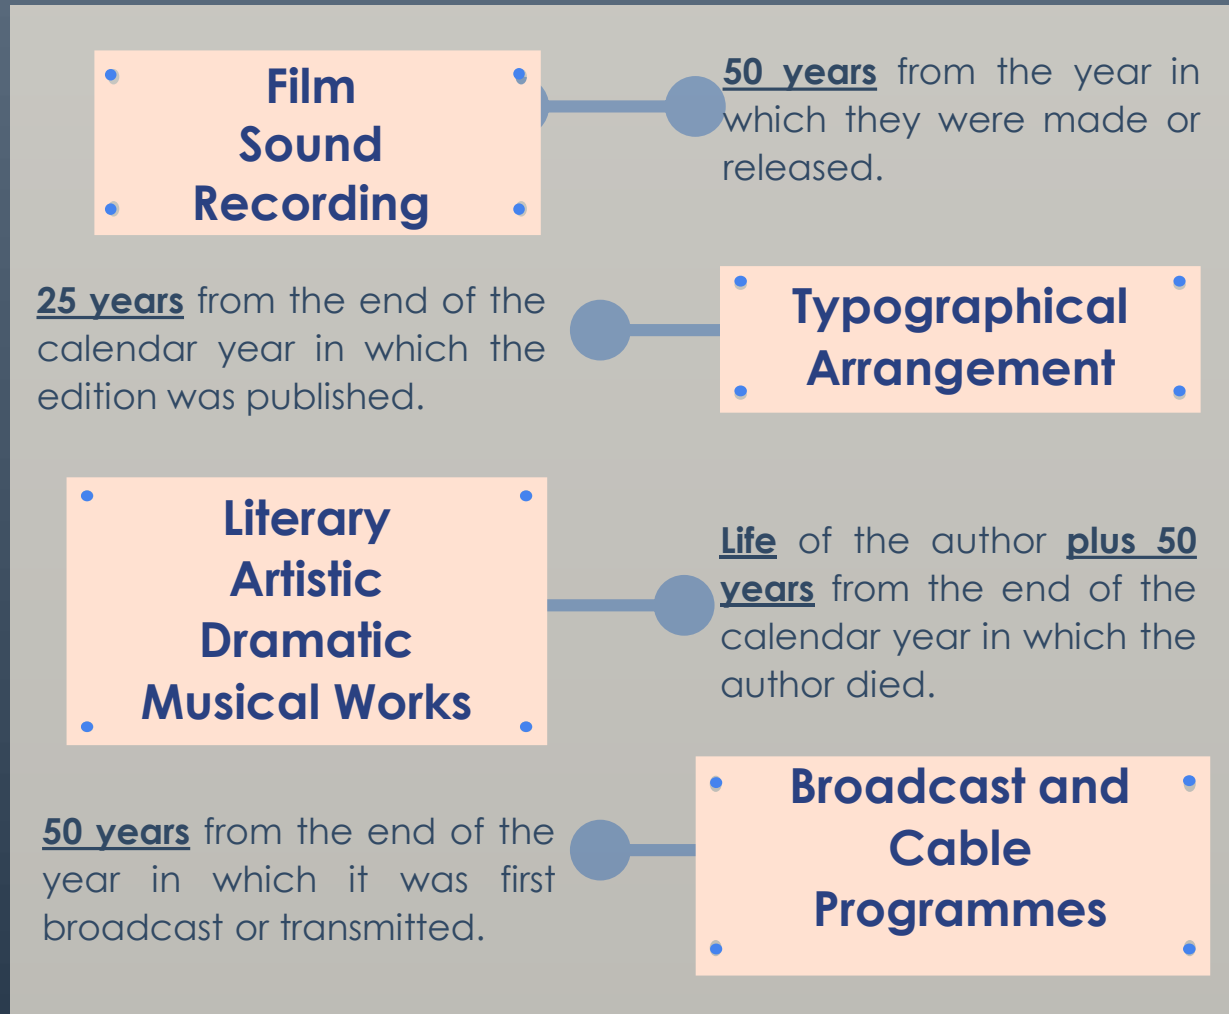 Film
Sound
Recording
50 years from the year in
which they were made or
released.
25 years from the end of the
calendar year in which the
edition was published.
Typographical
Arrangement
Literary
Artistic
Dramatic
Musical Works
Life of the author plus 50
years from the end of the
calendar year in which the
author died.
50 years from the end of the
year in which it was first
broadcast or transmitted.
Broadcast and
Cable
Programmes